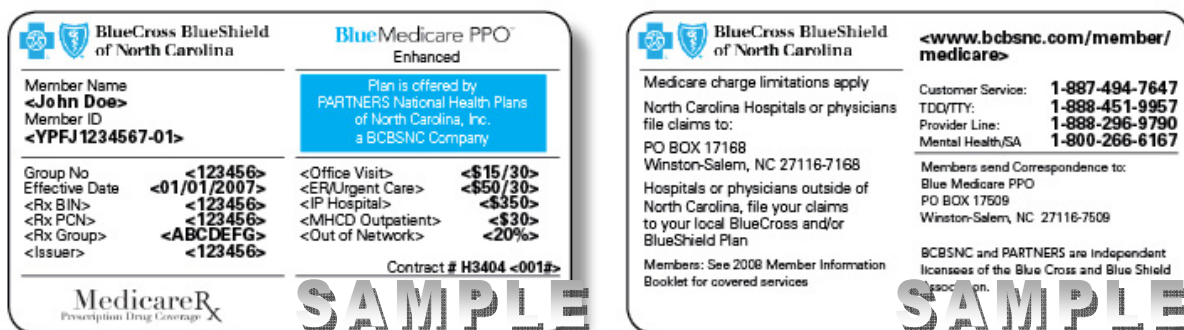 BlueCross BlueShield
of North Carolina
BlueMedicare PPO℠
Enhanced
Member Name
<John Doe>
Member ID
<YPFJ1234567-01>
Plan is offered by
PARTNERS National Health Plans
of North Carolina, Inc.
a BCBSNC Company
Group No <123456>
Effective Date <01/01/2007>
<Rx BIN> <123456>
<Rx PCN> <123456>
<Rx Group> <ABCDEFG>
<Issuer> <123456>
<Office Visit> <$15/30>
<ER/Urgent Care> <$50/30>
<IP Hospital> <$350>
<MHCD Outpatient> <$30>
<Out of Network> <20%>
Contract # H3404 <001#>
MedicareRx
Prescription Drug Coverage
SAMPLE
BlueCross BlueShield
of North Carolina
Medicare charge limitations apply
North Carolina Hospitals or physicians
file claims to:
PO BOX 17168
Winston-Salem, NC 27116-7168
Hospitals or physicians outside of
North Carolina, file your claims
to your local BlueCross and/or
BlueShield Plan
Members: See 2008 Member Information
Booklet for covered services
<www.bcbsnc.com/member/
medicare>
Customer Service: 1-887-494-7647
TDD/TTY: 1-888-451-9957
Provider Line: 1-888-296-9790
Mental Health/SA 1-800-266-6167
Members send Correspondence to:
Blue Medicare PPO
PO BOX 17509
Winston-Salem, NC 27116-7509
BCBSNC and PARTNERS are independent
licensees of the Blue Cross and Blue Shield
Association.
SAMPLE